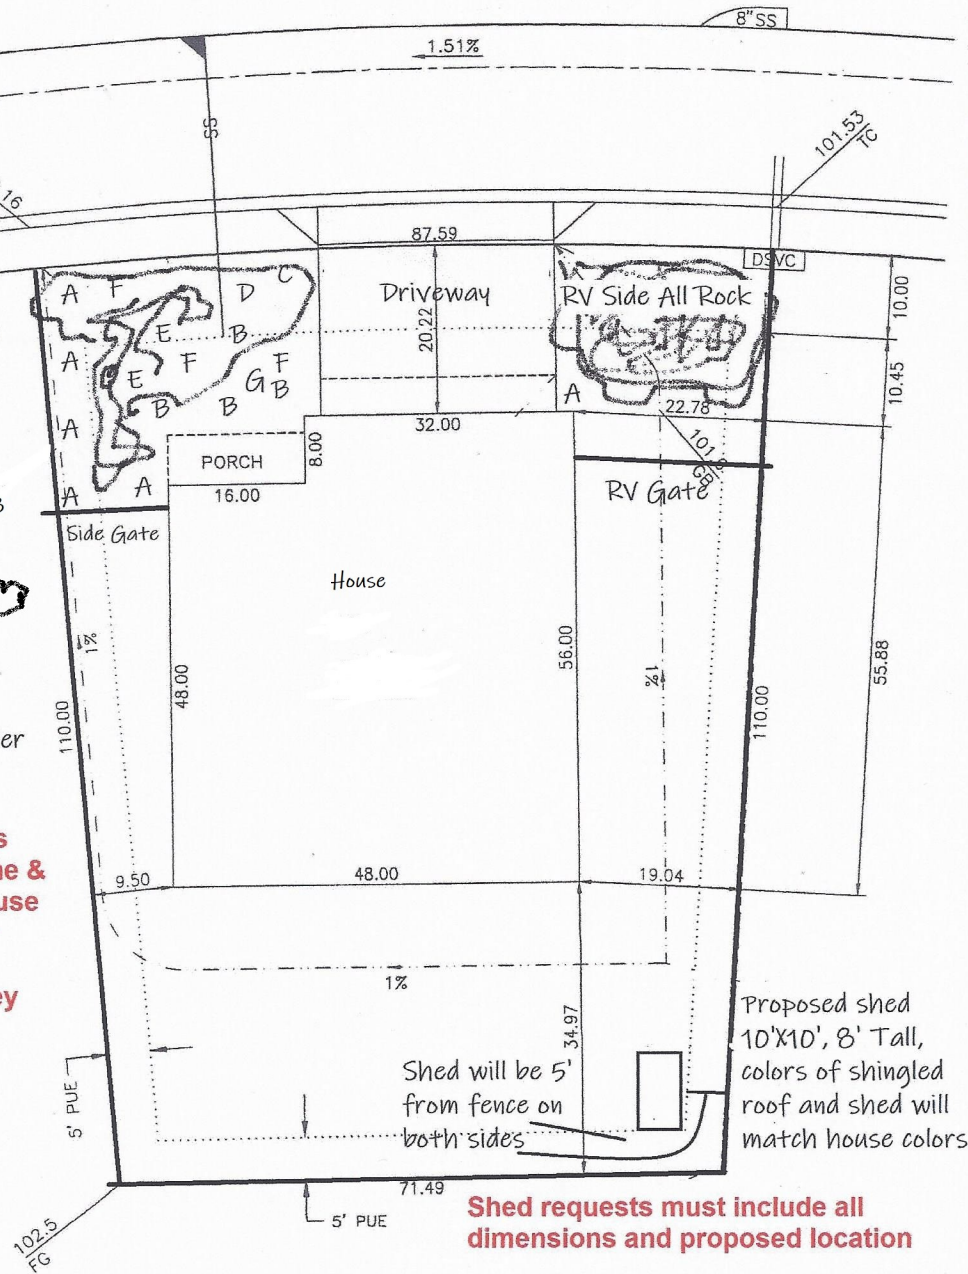 8"SS
1.51%
SS
101.53
TC
16
87.59
DSVC
A F C
D
Driveway
RV Side All Rock
10.00
20.22
E B
A F F
E G B
B B
A
10.45
22.78
32.00
A
8.00
PORCH
101.
GB
16.00
A A
RV Gate
Side Gate
House
1%
56.00
1%
55.88
48.00
110.00
110.00
er
s
e &
use
9.50
48.00
19.04
ey
1%
34.97
Proposed shed
10'X10', 8' Tall,
colors of shingled
roof and shed will
match house colors
Shed will be 5'
from fence on
both sides
5' PUE
71.49
5' PUE
Shed requests must include all
dimensions and proposed location
102.5
FG